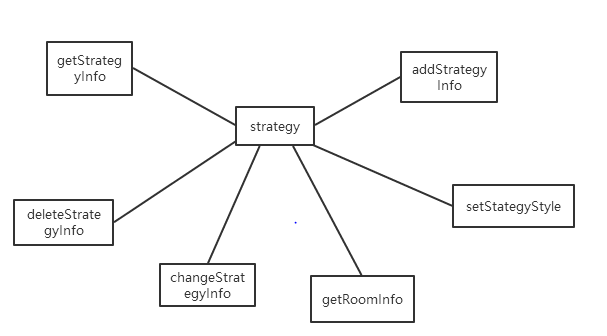 getStrateg
yInfo
addStrategy
Info
strategy
deleteStrate
gyInfo
setStategyStyle
changeStrat
egyInfo
getRoomInfo